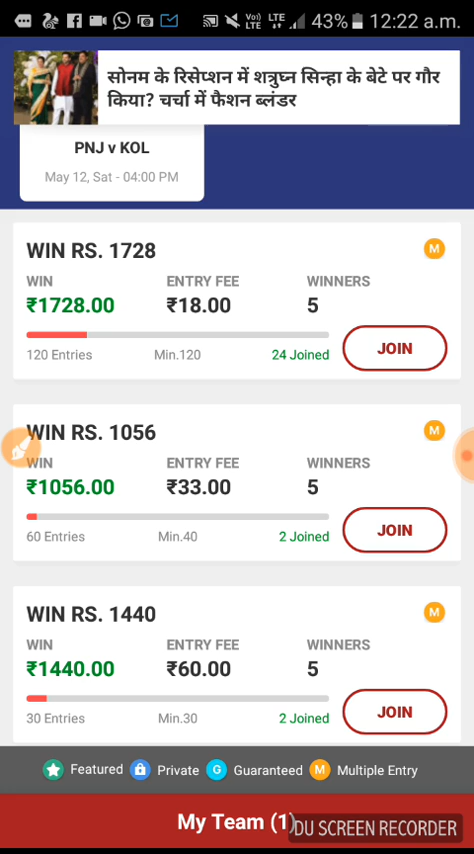 Vo) LTE LTE 43% 12:22 a.m.
सोनम के रिसेप्शन में शत्रुघ्न सिन्हा के बेटे पर गौर
किया? चर्चा में फैशन ब्लंडर
PNJ v KOL
May 12, Sat - 04:00 PM
WIN RS. 1728 M
WIN ENTRY FEE WINNERS
₹1728.00 ₹18.00 5
120 Entries Min.120 24 Joined JOIN
WIN RS. 1056 M
WIN ENTRY FEE WINNERS
₹1056.00 ₹33.00 5
60 Entries Min.40 2 Joined JOIN
WIN RS. 1440 M
WIN ENTRY FEE WINNERS
₹1440.00 ₹60.00 5
30 Entries Min.30 2 Joined JOIN
Featured Private G Guaranteed M Multiple Entry
My Team (1)
DU SCREEN RECORDER